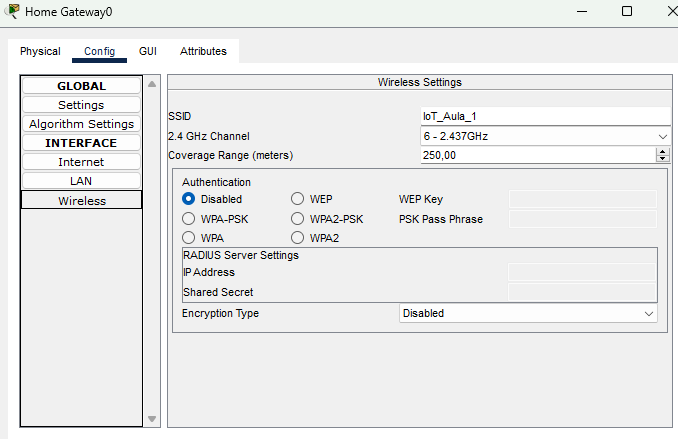 Home Gateway0
Physical Config GUI Attributes
GLOBAL
Settings
Algorithm Settings
INTERFACE
Internet
LAN
Wireless
Wireless Settings
SSID IoT_Aula_1
2.4 GHz Channel 6 - 2.437GHz
Coverage Range (meters) 250,00
Authentication
Disabled WEP WEP Key
WPA-PSK WPA2-PSK PSK Pass Phrase
WPA WPA2
RADIUS Server Settings
IP Address
Shared Secret
Encryption Type Disabled